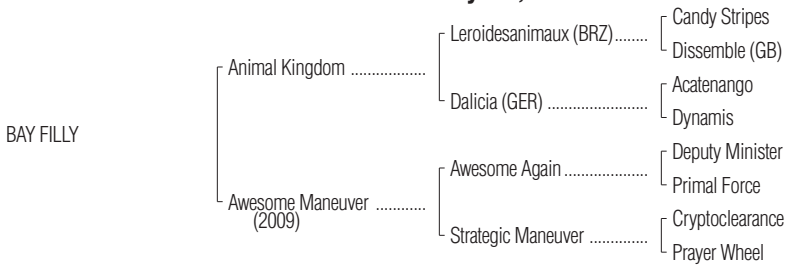 Candy Stripes
Leroidesanimaux (BRZ)........
Dissemble (GB)
Animal Kingdom ..................
Acatenango
Dalicia (GER) ......................
Dynamis
BAY FILLY
Deputy Minister
Awesome Again ..................
Primal Force
Awesome Maneuver ............
(2009)
Cryptoclearance
Strategic Maneuver ..............
Prayer Wheel